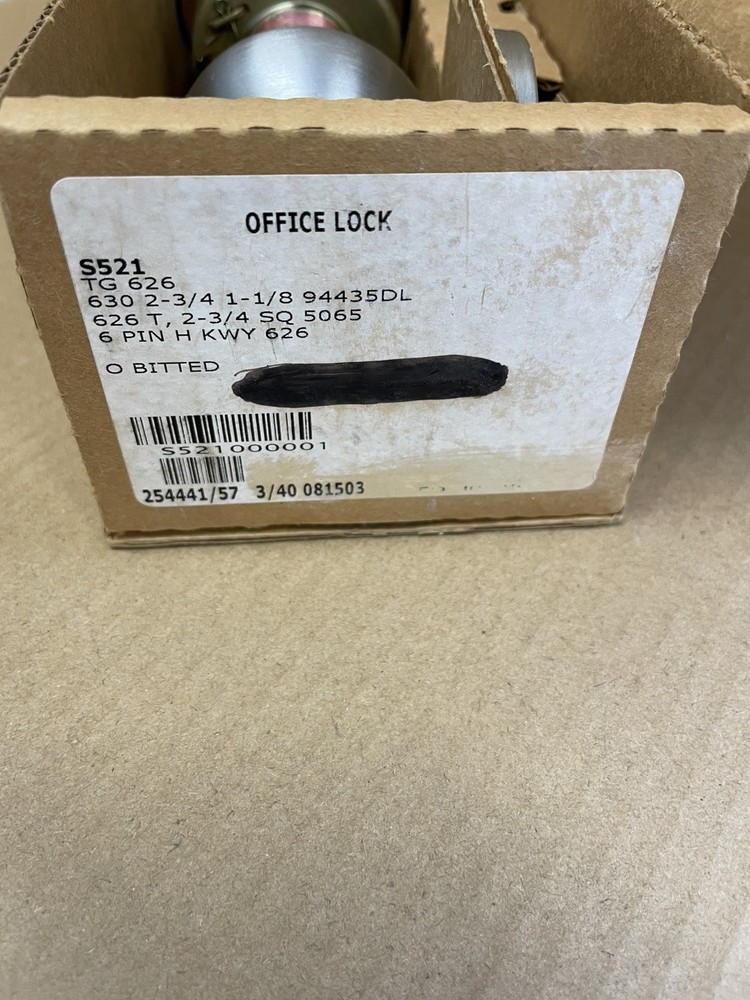 OFFICE LOCK
S521
TG 626
630 2-3/4 1-1/8 94435DL
626 T, 2-3/4 SQ 5065
6 PIN H KWY 626
O BITTED
S521000001
254441/57 3/40 081503